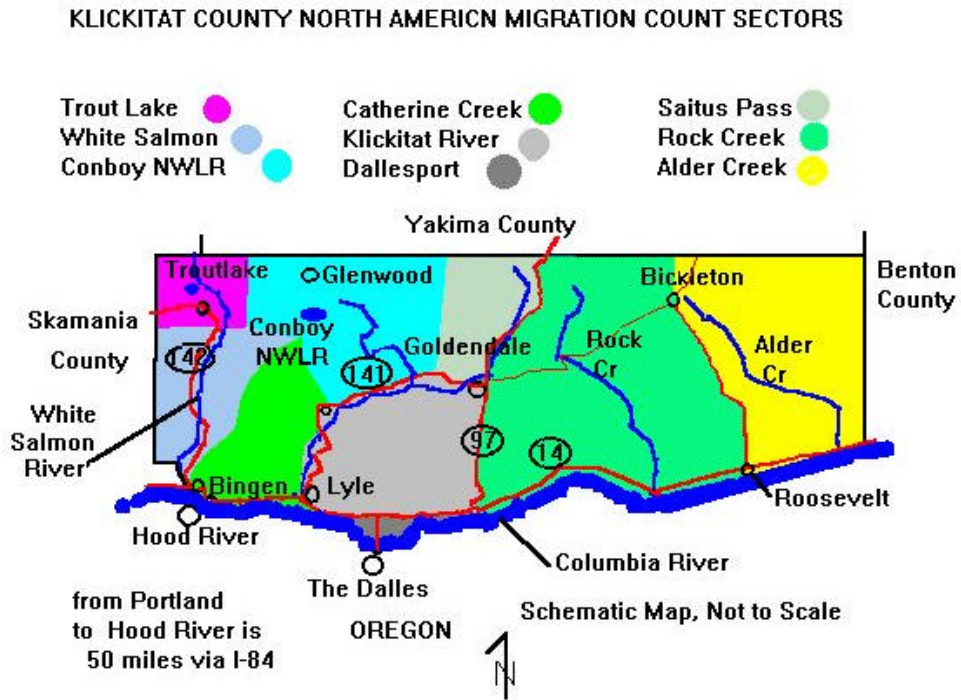 KLICKITAT COUNTY NORTH AMERICN MIGRATION COUNT SECTORS
Trout Lake
White Salmon
Conboy NWLR
Catherine Creek
Klickitat River
Dallesport
Saitus Pass
Rock Creek
Alder Creek
Yakima County
Troutlake
Glenwood
Bickleton
Benton
County
Skamania
County
Conboy
NWLR
Goldendale
Rock
Cr
Alder
Cr
142
141
White
Salmon
River
97
14
Bingen
Lyle
Roosevelt
Hood River
Columbia River
The Dalles
from Portland
to Hood River is
50 miles via I-84
OREGON
Schematic Map, Not to Scale
N